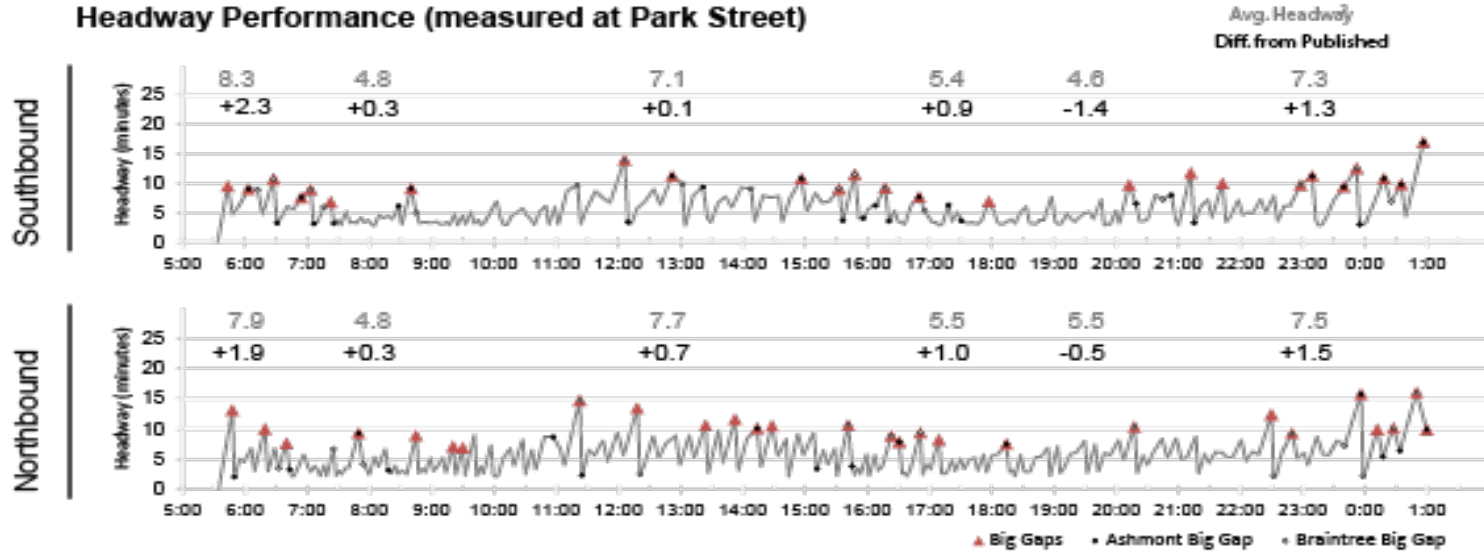 Headway Performance (measured at Park Street)
Avg. Headway
Diff. from Published
Southbound
Headway (minutes)
8.3 4.8 7.1 5.4 4.6 7.3
+2.3 +0.3 +0.1 +0.9 -1.4 +1.3
25
20
15
10
5
0
5:00 6:00 7:00 8:00 9:00 10:00 11:00 12:00 13:00 14:00 15:00 16:00 17:00 18:00 19:00 20:00 21:00 22:00 23:00 0:00 1:00
Northbound
Headway (minutes)
7.9 4.8 7.7 5.5 5.5 7.5
+1.9 +0.3 +0.7 +1.0 -0.5 +1.5
25
20
15
10
5
0
5:00 6:00 7:00 8:00 9:00 10:00 11:00 12:00 13:00 14:00 15:00 16:00 17:00 18:00 19:00 20:00 21:00 22:00 23:00 0:00 1:00
Big Gaps Ashmont Big Gap Braintree Big Gap